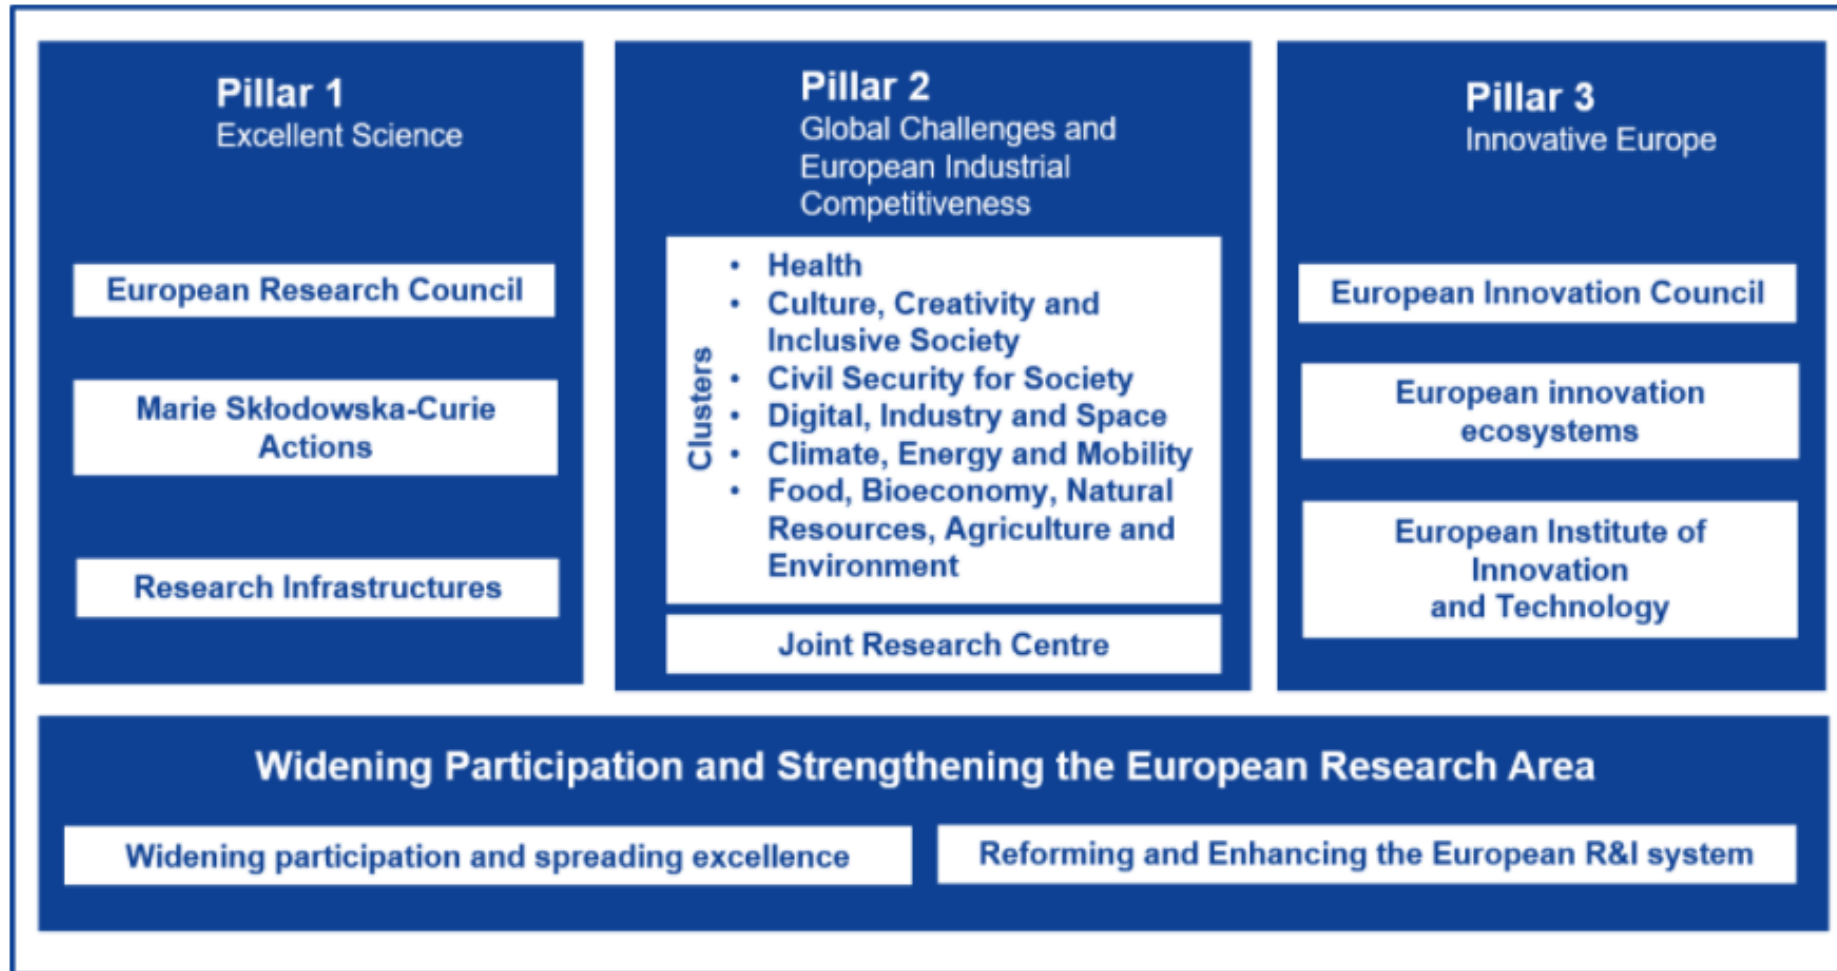 Pillar 1
Excellent Science
European Research Council
Marie Skłodowska-Curie
Actions
Research Infrastructures
Pillar 2
Global Challenges and
European Industrial
Competitiveness
Clusters
• Health
• Culture, Creativity and
Inclusive Society
• Civil Security for Society
• Digital, Industry and Space
• Climate, Energy and Mobility
• Food, Bioeconomy, Natural
Resources, Agriculture and
Environment
Joint Research Centre
Pillar 3
Innovative Europe
European Innovation Council
European innovation
ecosystems
European Institute of
Innovation
and Technology
Widening Participation and Strengthening the European Research Area
Widening participation and spreading excellence
Reforming and Enhancing the European R&I system